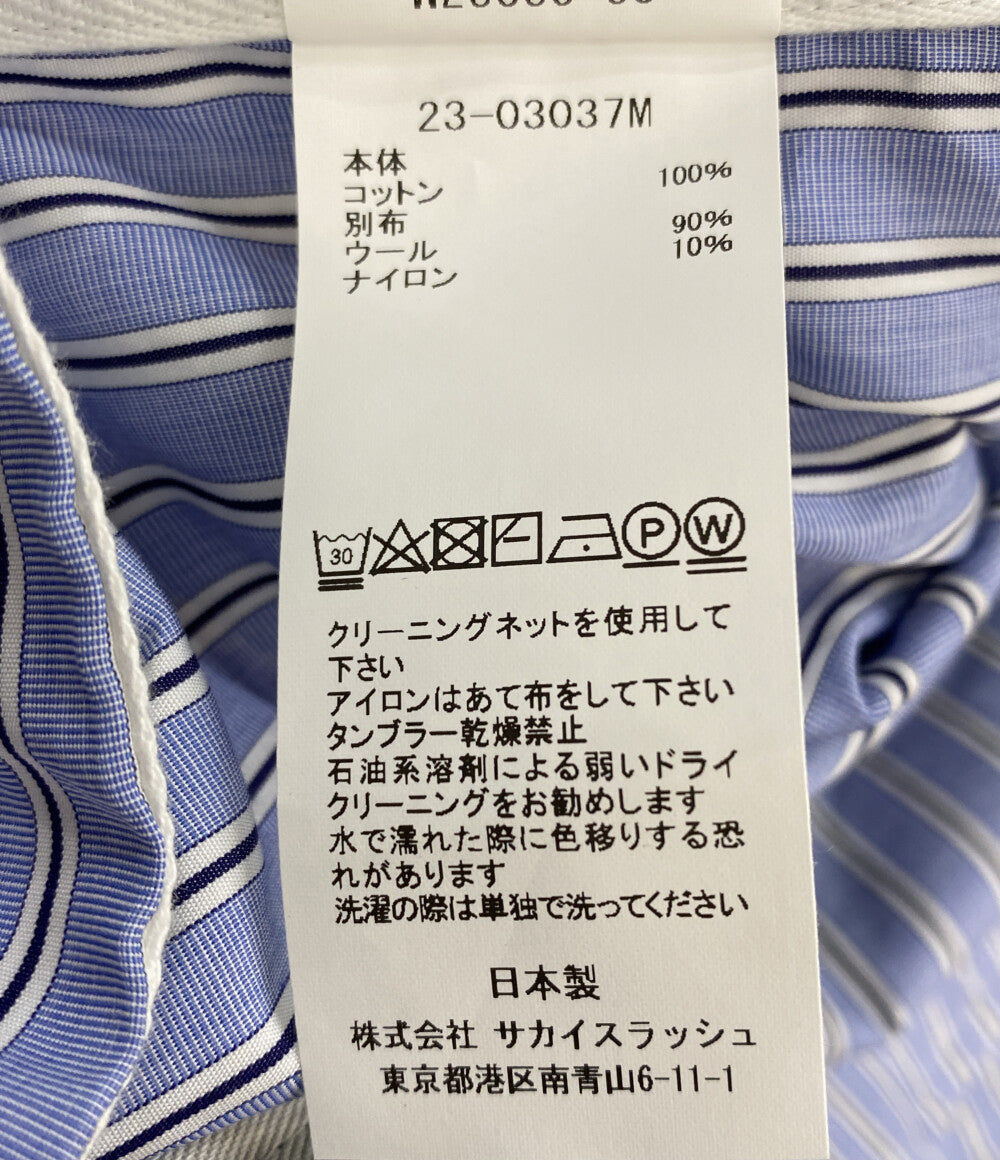 23-03037M
本体
コットン 100%
別布
ウール 90%
ナイロン 10%
30
P W
クリーニングネットを使用して
下さい
アイロンはあて布をして下さい
タンブラー乾燥禁止
石油系溶剤による弱いドライ
クリーニングをお勧めします
水で濡れた際に色移りする恐
れがあります
洗濯の際は単独で洗ってください
日本製
株式会社 サカイスラッシュ
東京都港区南青山6-11-1